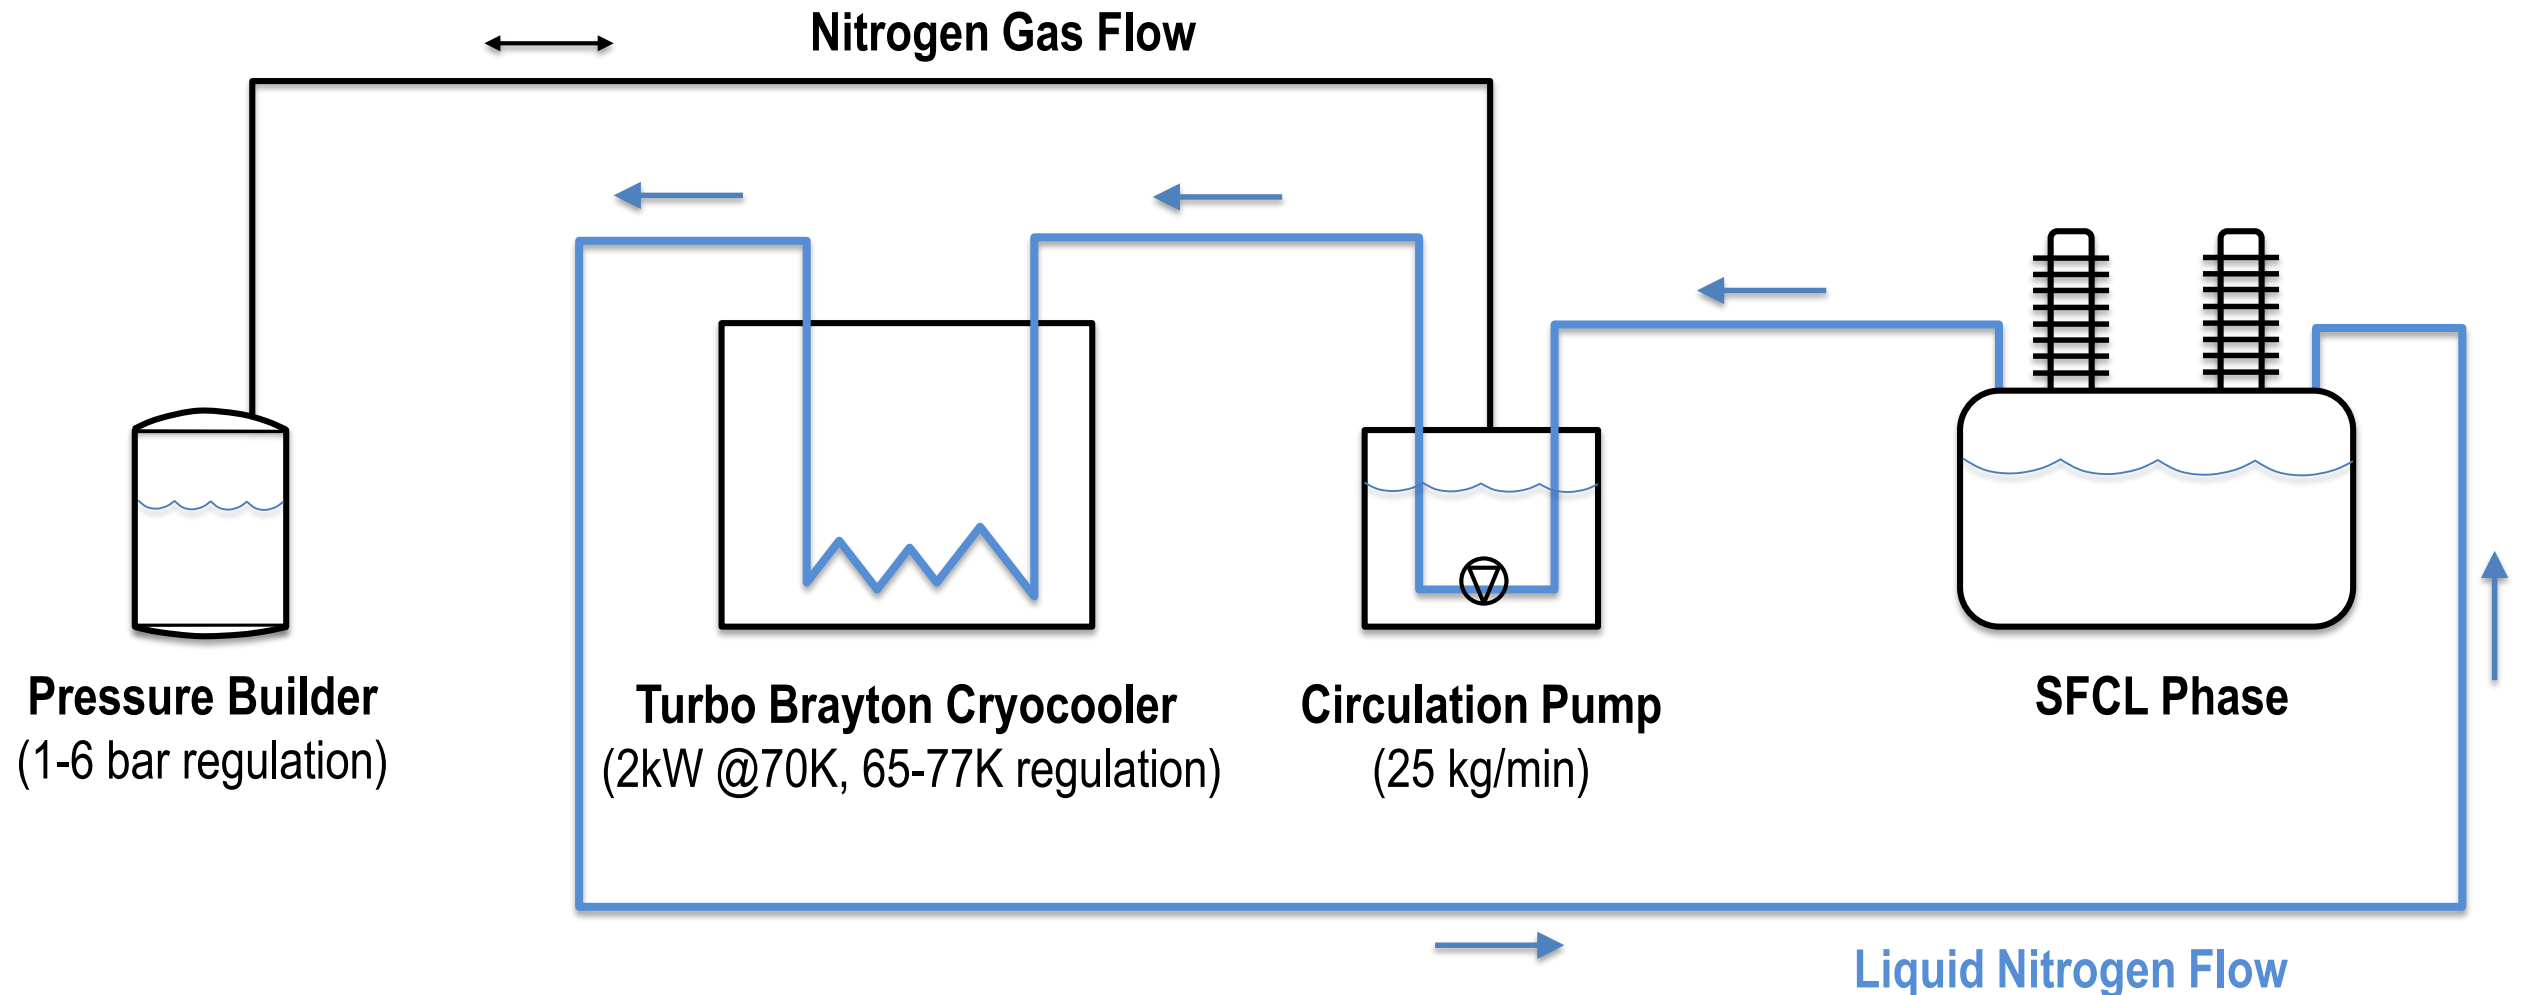 Nitrogen Gas Flow
Pressure Builder
(1-6 bar regulation)
Turbo Brayton Cryocooler
(2kW @70K, 65-77K regulation)
Circulation Pump
(25 kg/min)
SFCL Phase
Liquid Nitrogen Flow